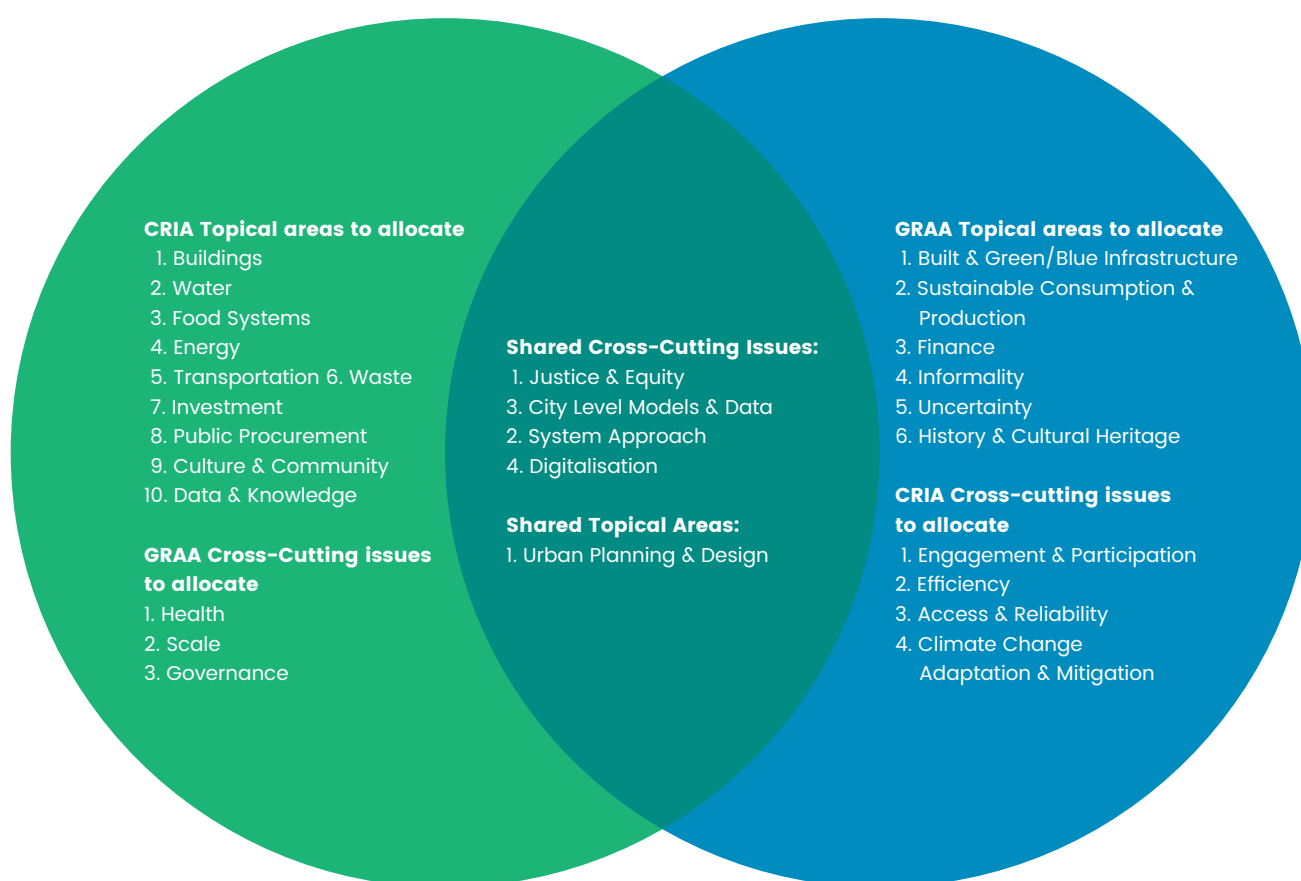 CRIA Topical areas to allocate
1. Buildings
2. Water
3. Food Systems
4. Energy
5. Transportation 6. Waste
7. Investment
8. Public Procurement
9. Culture & Community
10. Data & Knowledge
GRAA Cross-Cutting issues
to allocate
1. Health
2. Scale
3. Governance
Shared Cross-Cutting Issues:
1. Justice & Equity
3. City Level Models & Data
2. System Approach
4. Digitalisation
Shared Topical Areas:
1. Urban Planning & Design
GRAA Topical areas to allocate
1. Built & Green/Blue Infrastructure
2. Sustainable Consumption &
Production
3. Finance
4. Informality
5. Uncertainty
6. History & Cultural Heritage
CRIA Cross-cutting issues
to allocate
1. Engagement & Participation
2. Efficiency
3. Access & Reliability
4. Climate Change
Adaptation & Mitigation